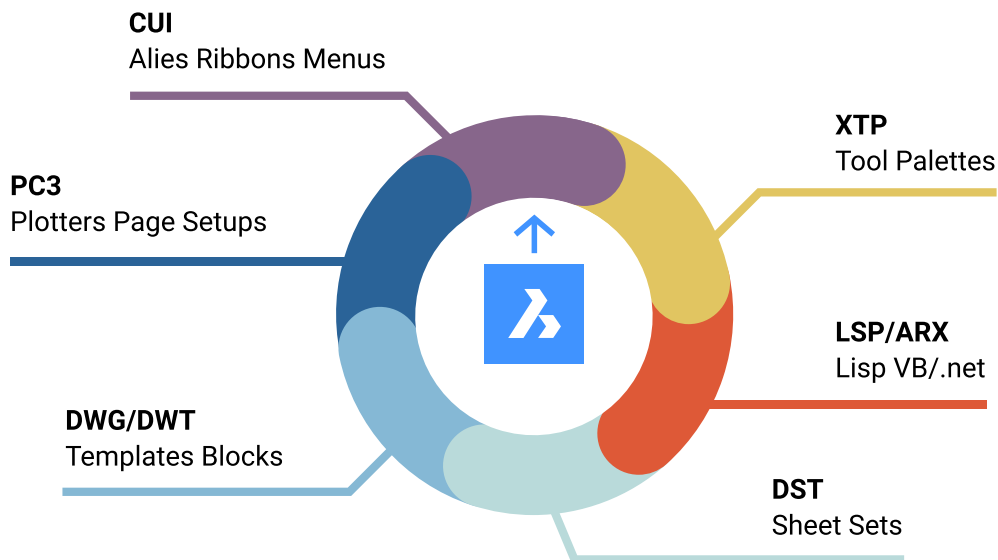 CUI
Alies Ribbons Menus
XTP
Tool Palettes
PC3
Plotters Page Setups
LSP/ARX
Lisp VB/.net
DWG/DWT
Templates Blocks
DST
Sheet Sets